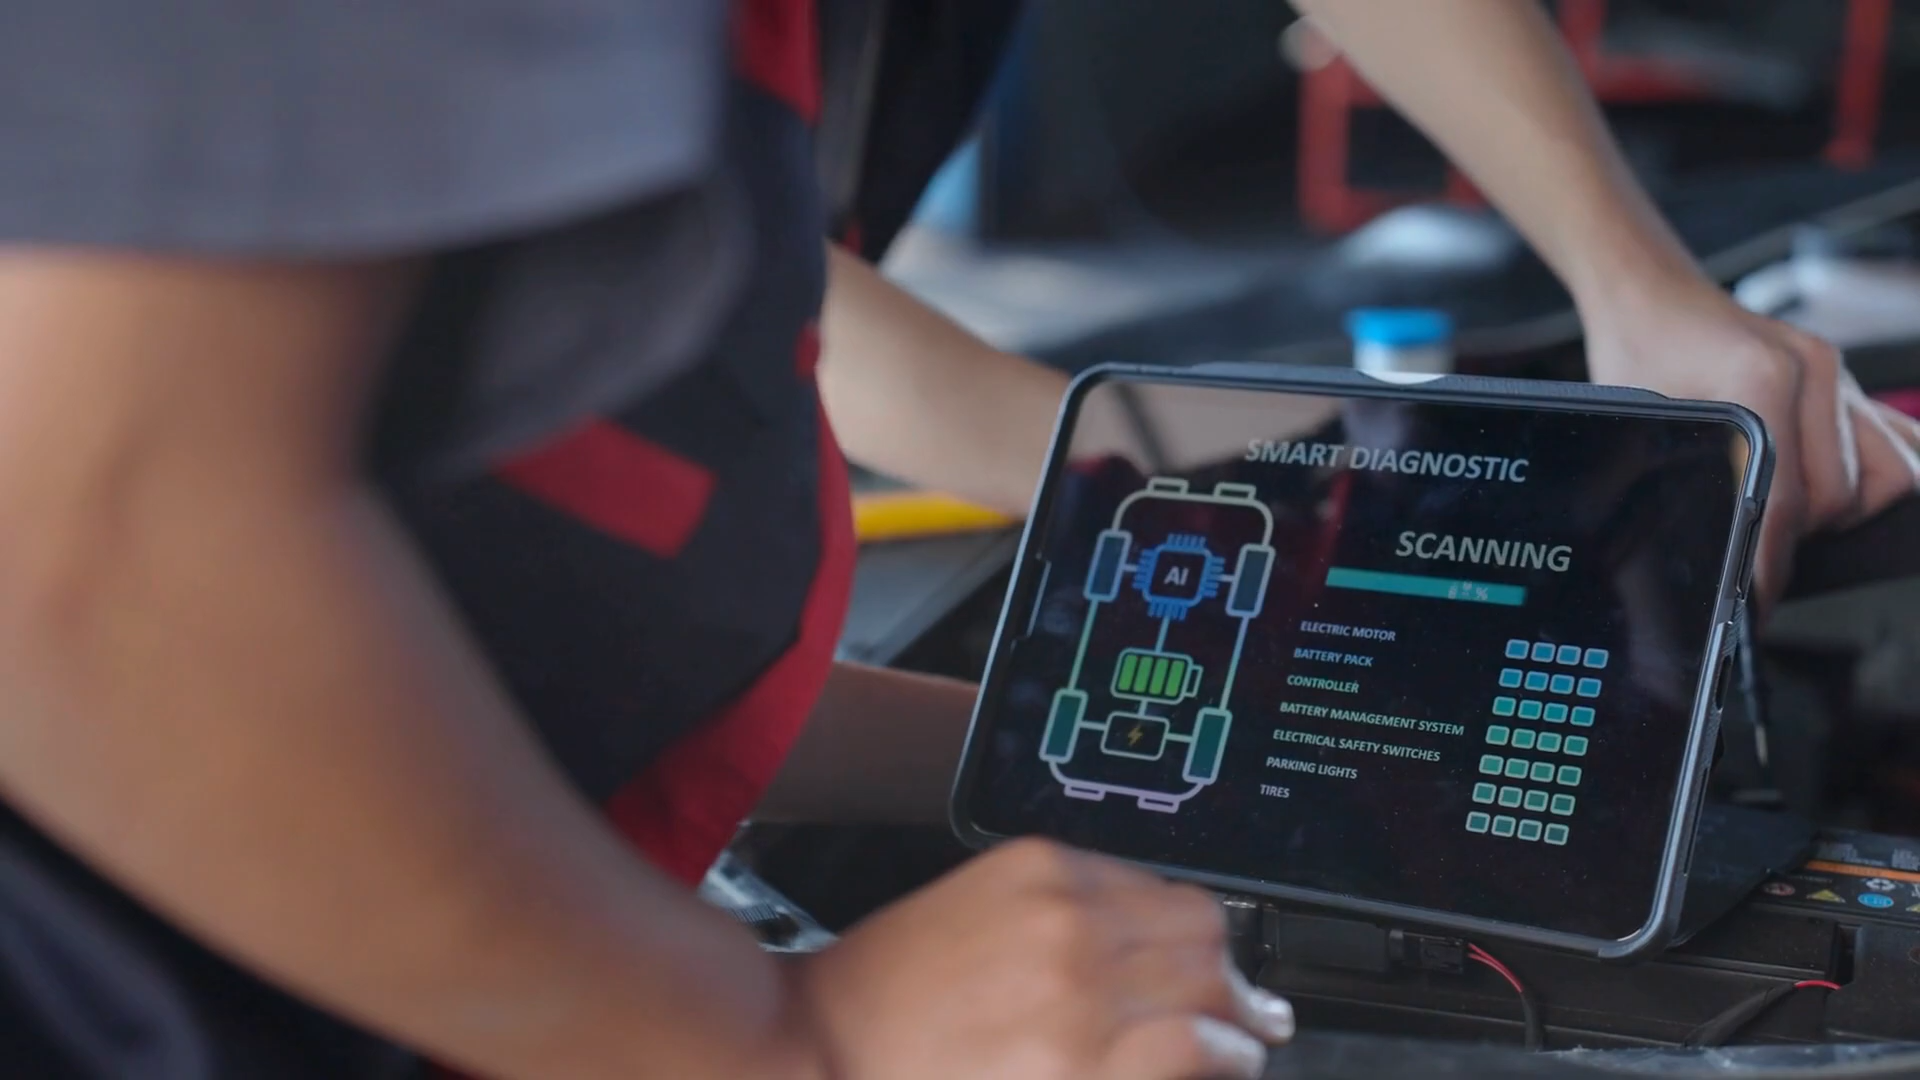 SMART DIAGNOSTIC
SCANNING
AI
ELECTRIC MOTOR
BATTERY PACK
CONTROLLER
BATTERY MANAGEMENT SYSTEM
ELECTRICAL SAFETY SWITCHES
PARKING LIGHTS
TIRES